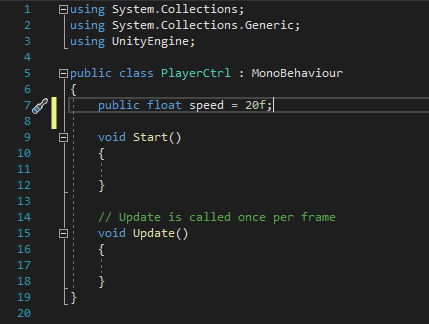 1 using System.Collections;
2 using System.Collections.Generic;
3 using UnityEngine;
4
5 public class PlayerCtrl : MonoBehaviour
6 {
7 public float speed = 20f;
8
9 void Start()
10 {
11
12 }
13
14 // Update is called once per frame
15 void Update()
16 {
17
18 }
19 }
20